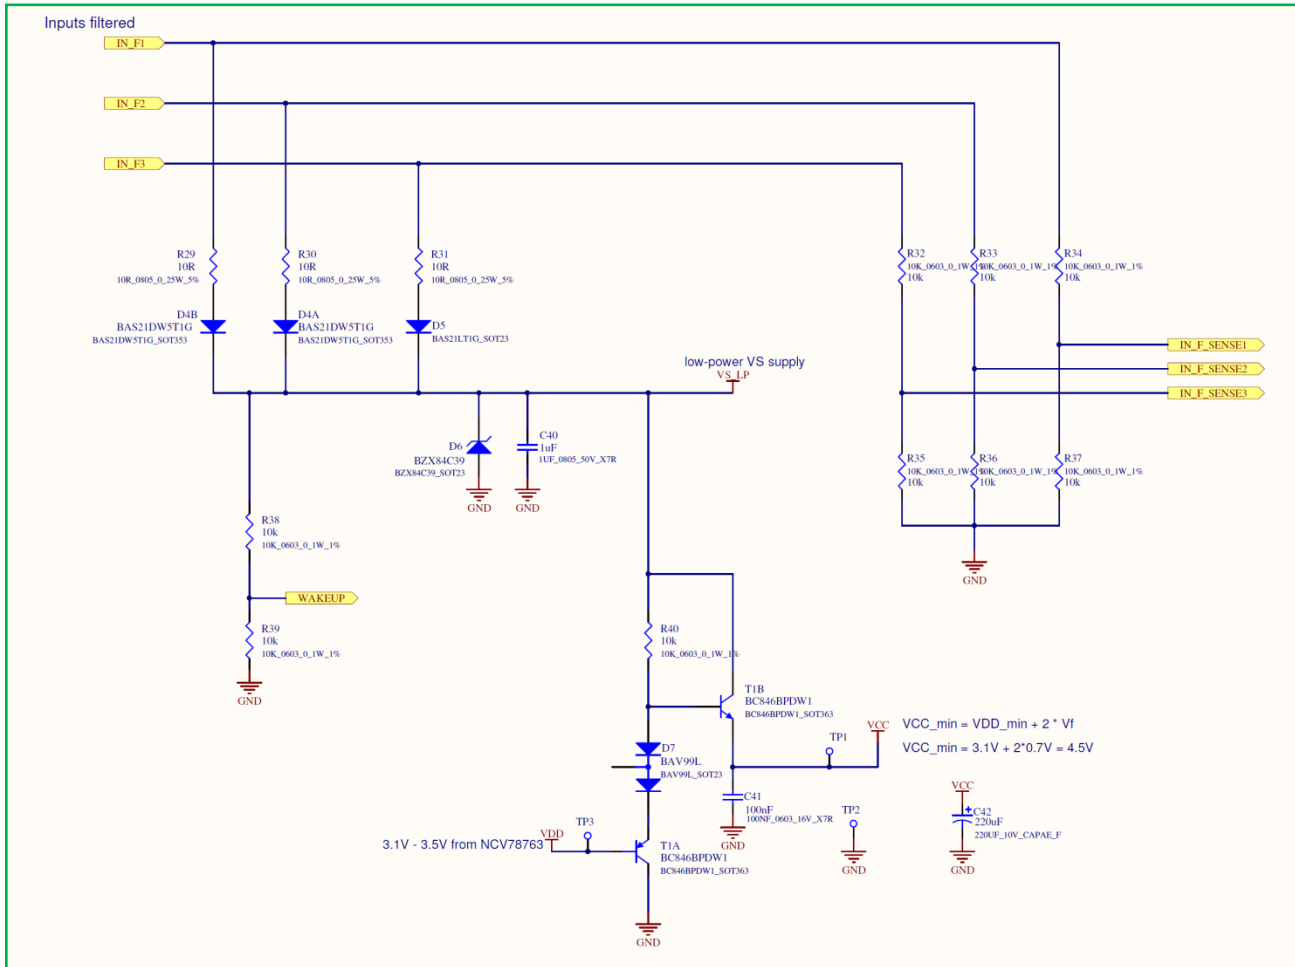 Inputs filtered
IN_F1
IN_F2
IN_F3
R29
10R
10R_0805_0_25W_5%
R30
10R
10R_0805_0_25W_5%
R31
10R
10R_0805_0_25W_5%
R32
10K_0603_0_1W_1%
10k
R33
10K_0603_0_1W_1%
10k
R34
10K_0603_0_1W_1%
10k
D4B
BAS21DW5T1G
BAS21DW5T1G_SOT353
D4A
BAS21DW5T1G
BAS21DW5T1G_SOT353
D5
BAS21LT1G_SOT23
IN_F_SENSE1
IN_F_SENSE2
IN_F_SENSE3
low-power VS supply
VS_LP
D6
BZX84C39
BZX84C39_SOT23
GND
C40
1uF
1UF_0805_50V_X7R
GND
R35
10K_0603_0_1W_1%
10k
R36
10K_0603_0_1W_1%
10k
R37
10K_0603_0_1W_1%
10k
GND
R38
10k
10K_0603_0_1W_1%
WAKEUP
R39
10k
10K_0603_0_1W_1%
GND
R40
10k
10K_0603_0_1W_1%
T1B
BC846BPDW1
BC846BPDW1_SOT363
D7
BAV99L
BAV99L_SOT23
TP1
VCC
VCC_min = VDD_min + 2 * Vf
VCC_min = 3.1V + 2*0.7V = 4.5V
C41
100nF
100NF_0603_16V_X7R
GND
TP2
GND
VCC
C42
220uF
220UF_10V_CAPAE_F
GND
3.1V - 3.5V from NCV78763
VDD
TP3
T1A
BC846BPDW1
BC846BPDW1_SOT363
GND